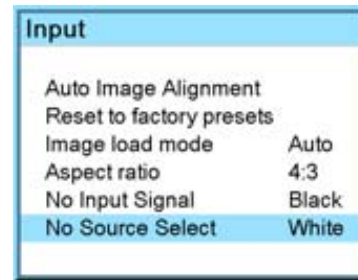 Input
Auto Image Alignment
Reset to factory presets
Image load mode Auto
Aspect ratio 4:3
No Input Signal Black
No Source Select White